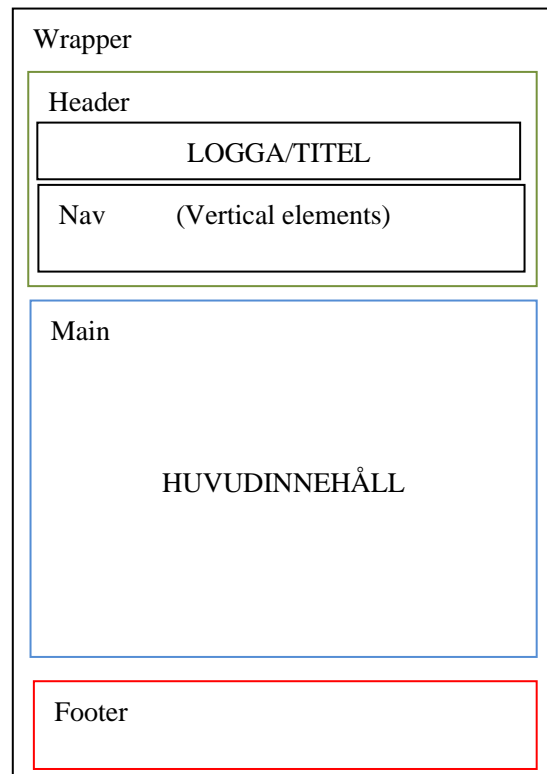 Wrapper
Header
LOGGA/TITEL
Nav (Vertical elements)
Main
HUVUDINNEHÅLL
Footer